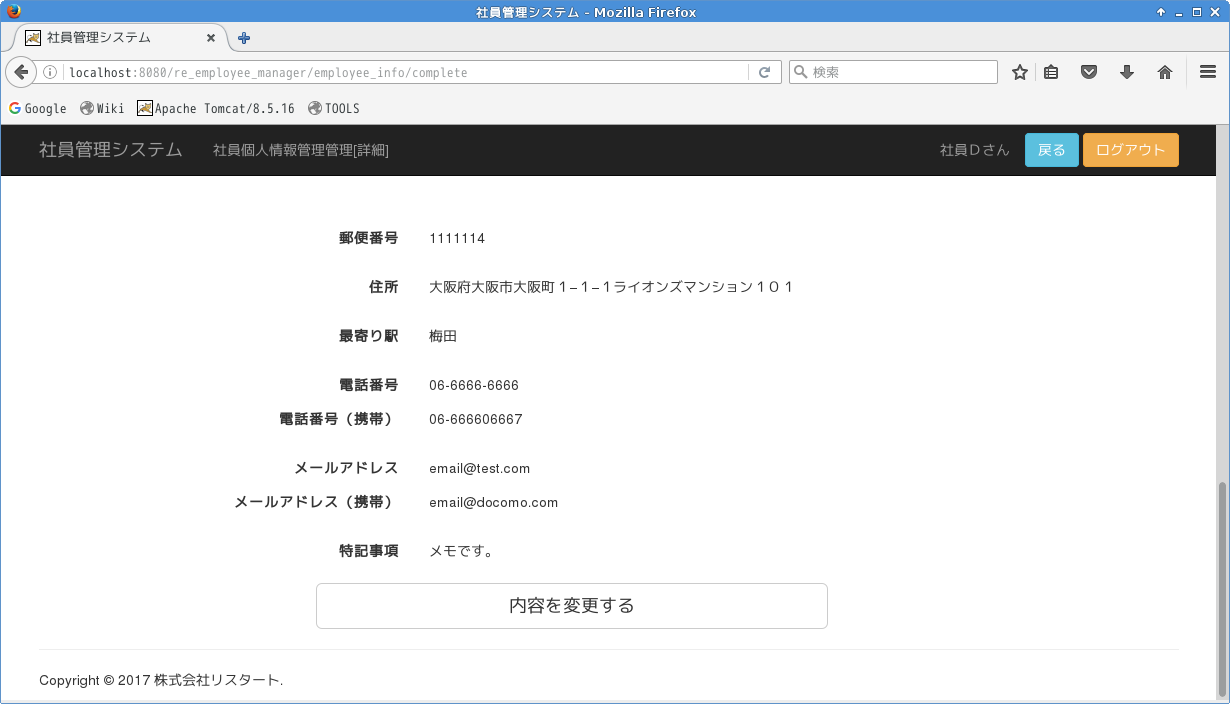 社員管理システム - Mozilla Firefox
社員管理システム
localhost:8080/re_employee_manager/employee_info/complete
検索
Google Wiki Apache Tomcat/8.5.16 TOOLS
社員管理システム 社員個人情報管理管理[詳細] 社員Ｄさん 戻る ログアウト
郵便番号 1111114
住所 大阪府大阪市大阪町１−１−１ライオンズマンション１０１
最寄り駅 梅田
電話番号 06-6666-6666
電話番号（携帯） 06-666606667
メールアドレス email@test.com
メールアドレス（携帯） email@docomo.com
特記事項 メモです。
内容を変更する
Copyright © 2017 株式会社リスタート.